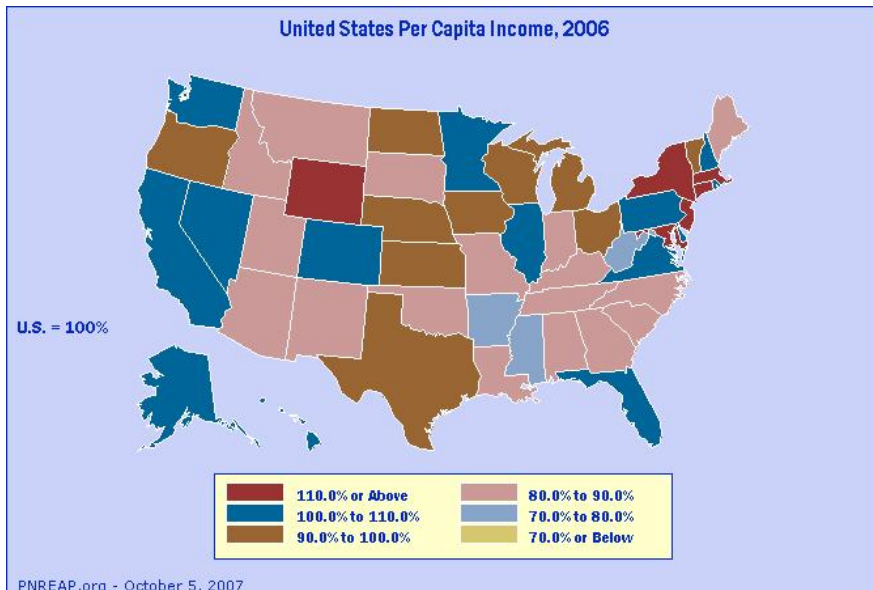 United States Per Capita Income, 2006
U.S. = 100%
110.0% or Above
100.0% to 110.0%
90.0% to 100.0%
80.0% to 90.0%
70.0% to 80.0%
70.0% or Below
PNREAP.org - October 5, 2007